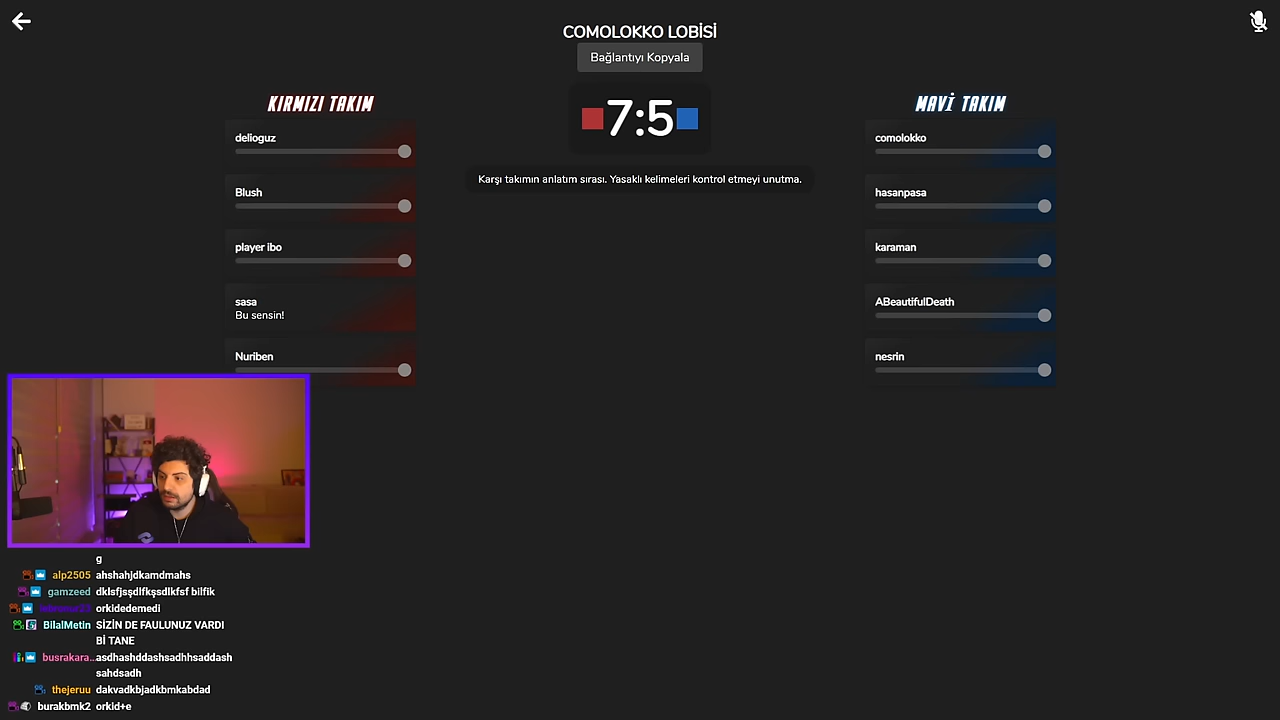 COMOLOKKO LOBİSİ
Bağlantıyı Kopyala
7:5
Karşı takımın anlatım sırası. Yasaklı kelimeleri kontrol etmeyi unutma.
KIRMIZI TAKIM
delioguz
Blush
player ibo
sasa
Bu sensin!
Nuriben
MAVİ TAKIM
comolokko
hasanpasa
karaman
ABeautifulDeath
nesrin
g
alp2505 ahshahjdkamdmahs
gamzeed dklsfjsşdlfkşsdlkfsf bilfik
orkidedemedi
BilalMetin SİZİN DE FAULUNUZ VARDI
Bİ TANE
busrakara... asdhashddashsadhhsaddash
sahdsadh
thejeruu dakvadkbjadkbmkabdad
burakbmk2 orkid+e